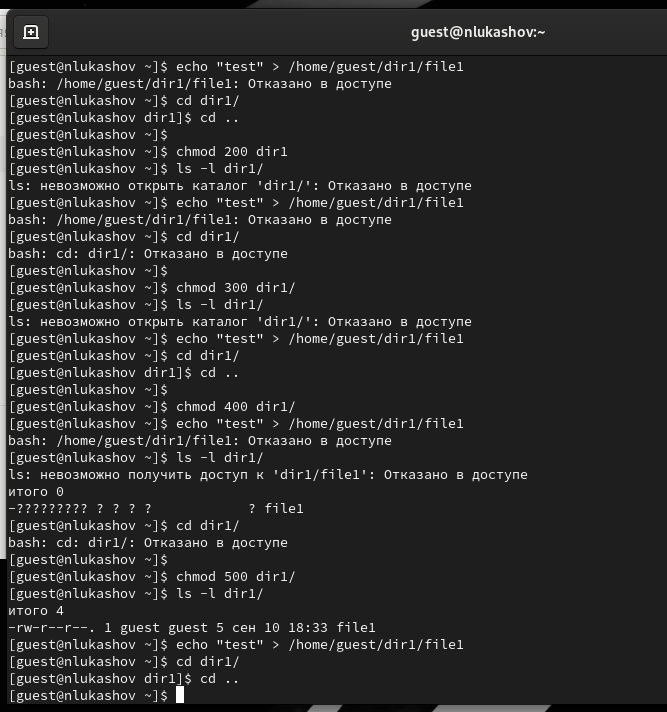 guest@nlukashov:~
[guest@nlukashov ~]$ echo "test" > /home/guest/dir1/file1
bash: /home/guest/dir1/file1: Отказано в доступе
[guest@nlukashov ~]$ cd dir1/
[guest@nlukashov dir1]$ cd ..
[guest@nlukashov ~]$
[guest@nlukashov ~]$ chmod 200 dir1
[guest@nlukashov ~]$ ls -l dir1/
ls: невозможно открыть каталог 'dir1/': Отказано в доступе
[guest@nlukashov ~]$ echo "test" > /home/guest/dir1/file1
bash: /home/guest/dir1/file1: Отказано в доступе
[guest@nlukashov ~]$ cd dir1/
bash: cd: dir1/: Отказано в доступе
[guest@nlukashov ~]$
[guest@nlukashov ~]$ chmod 300 dir1/
[guest@nlukashov ~]$ ls -l dir1/
ls: невозможно открыть каталог 'dir1/': Отказано в доступе
[guest@nlukashov ~]$ echo "test" > /home/guest/dir1/file1
[guest@nlukashov ~]$ cd dir1/
[guest@nlukashov dir1]$ cd ..
[guest@nlukashov ~]$
[guest@nlukashov ~]$ chmod 400 dir1/
[guest@nlukashov ~]$ echo "test" > /home/guest/dir1/file1
bash: /home/guest/dir1/file1: Отказано в доступе
[guest@nlukashov ~]$ ls -l dir1/
ls: невозможно получить доступ к 'dir1/file1': Отказано в доступе
итого 0
-????????? ? ? ? ?            ? file1
[guest@nlukashov ~]$ cd dir1/
bash: cd: dir1/: Отказано в доступе
[guest@nlukashov ~]$
[guest@nlukashov ~]$ chmod 500 dir1/
[guest@nlukashov ~]$ ls -l dir1/
итого 4
-rw-r--r--. 1 guest guest 5 сен 10 18:33 file1
[guest@nlukashov ~]$ echo "test" > /home/guest/dir1/file1
[guest@nlukashov ~]$ cd dir1/
[guest@nlukashov dir1]$ cd ..
[guest@nlukashov ~]$